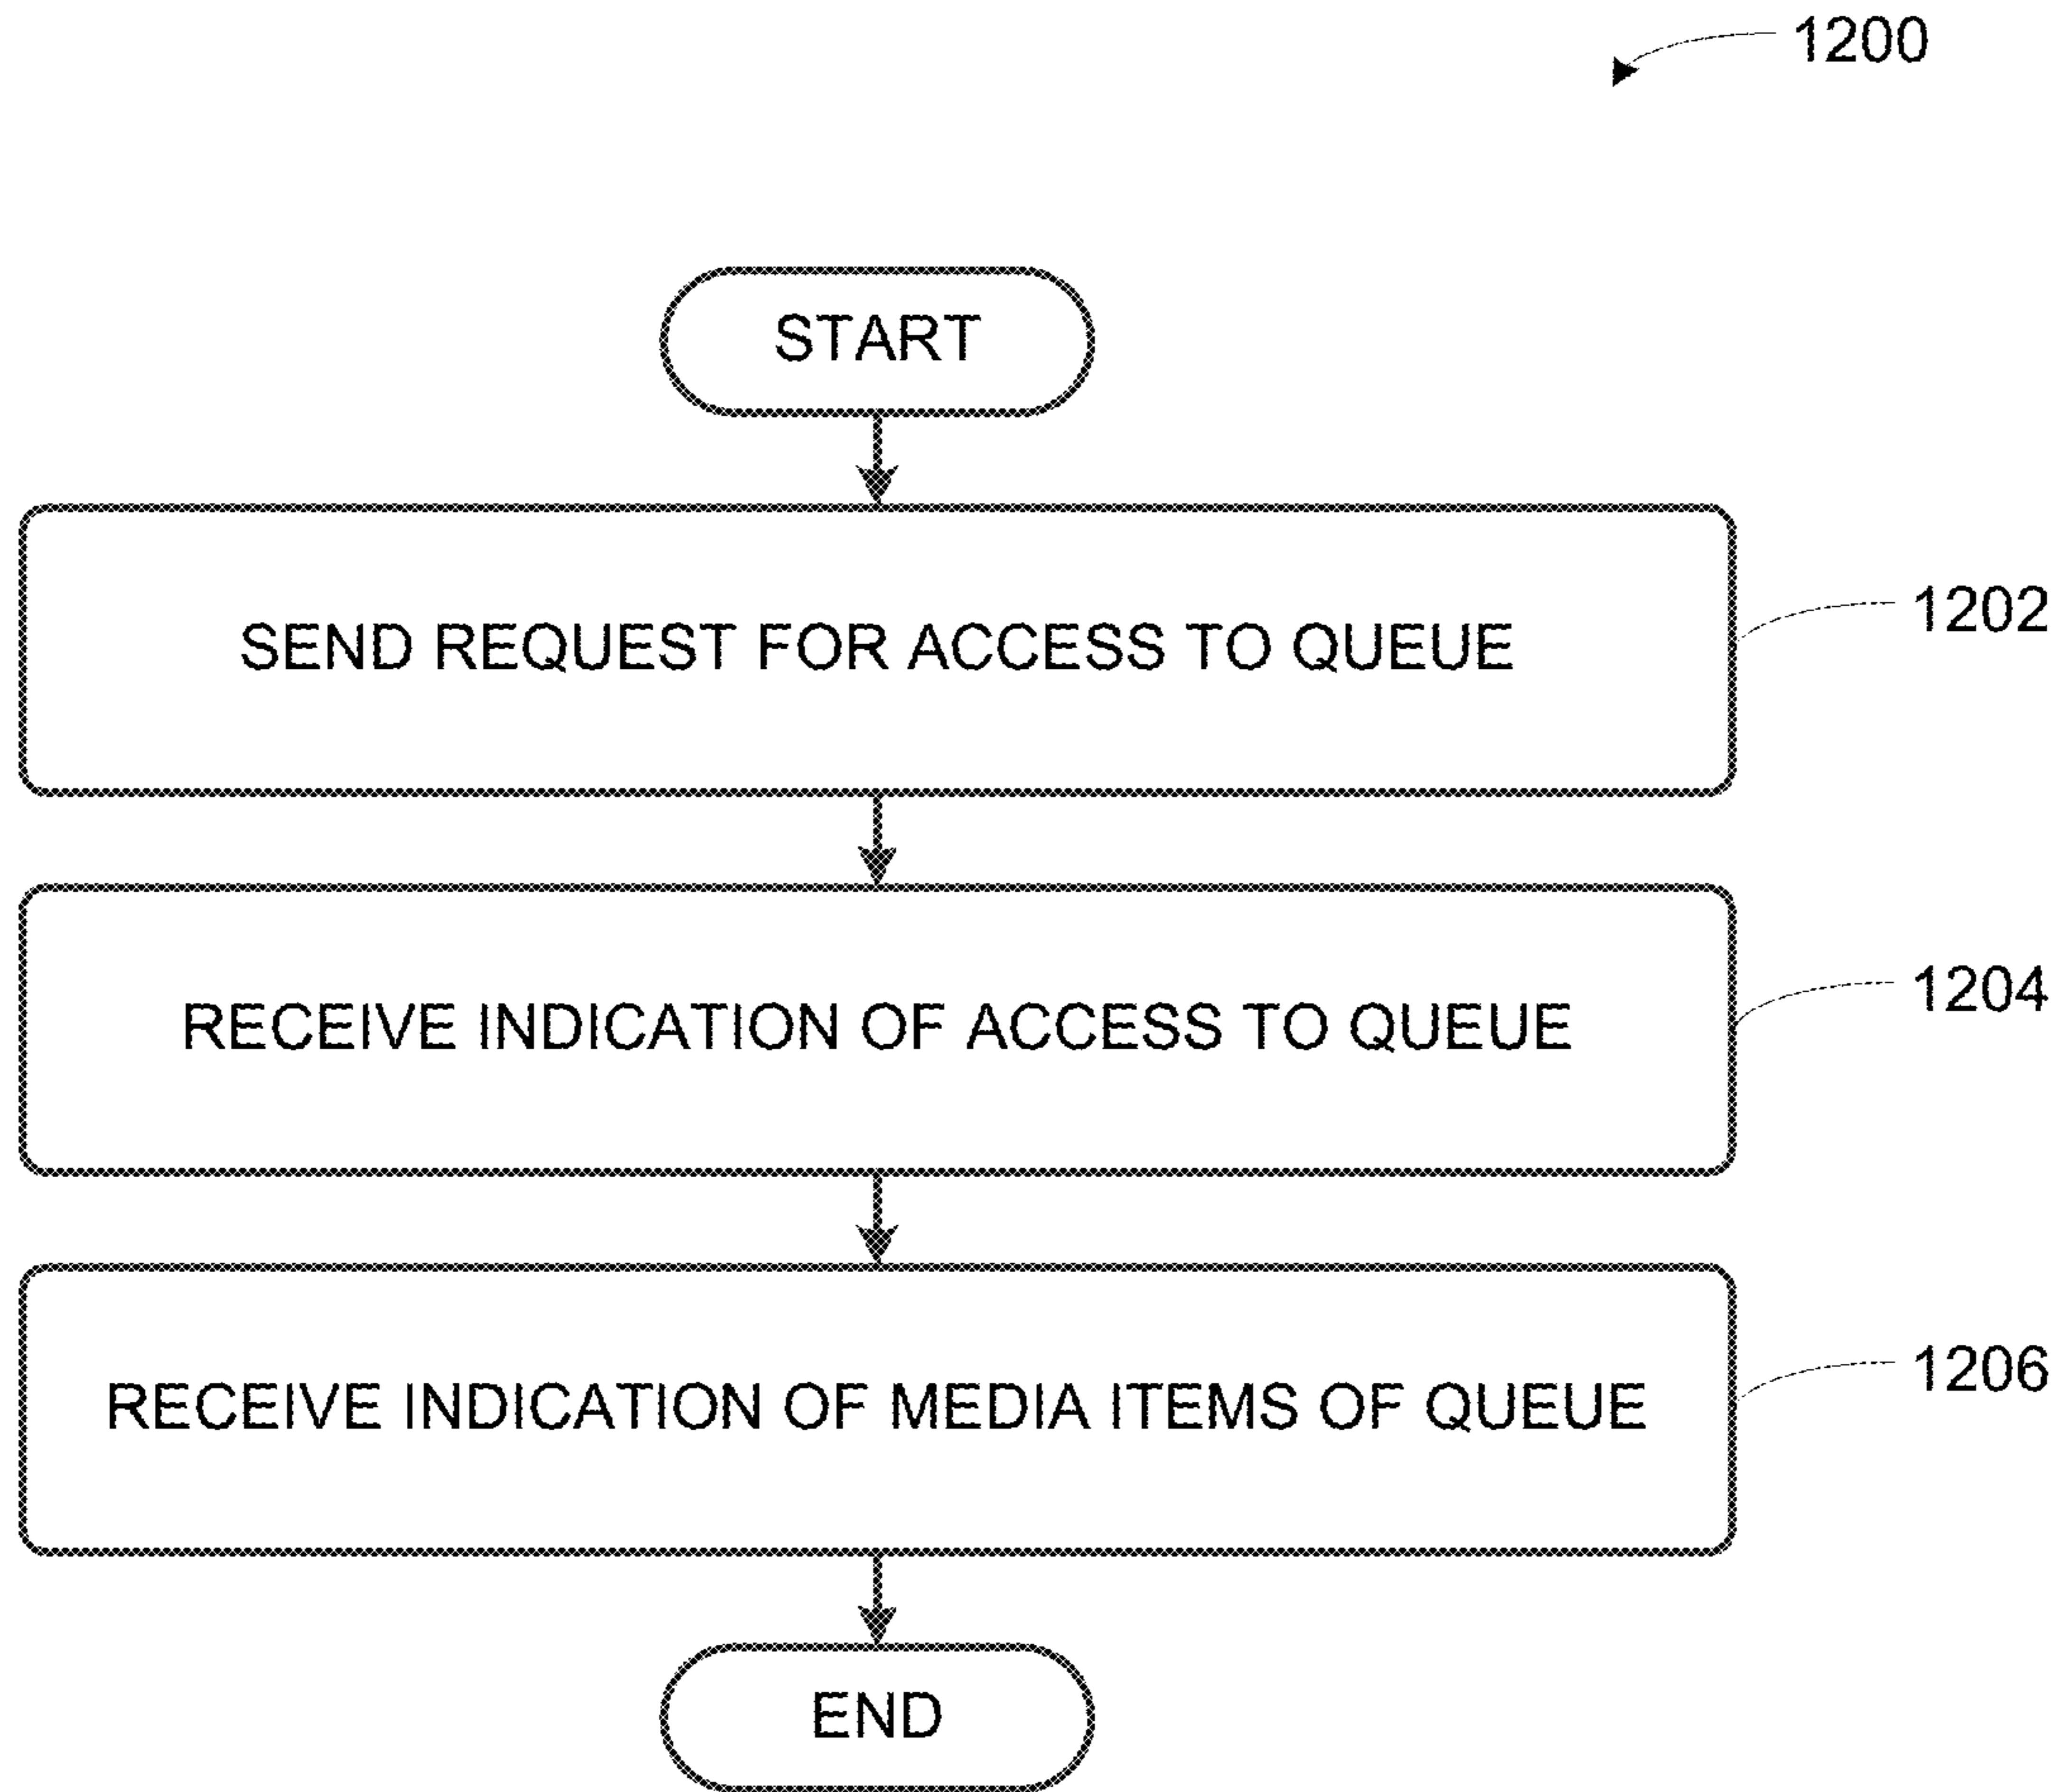 1200
START
SEND REQUEST FOR ACCESS TO QUEUE
1202
RECEIVE INDICATION OF ACCESS TO QUEUE
1204
RECEIVE INDICATION OF MEDIA ITEMS OF QUEUE
1206
END